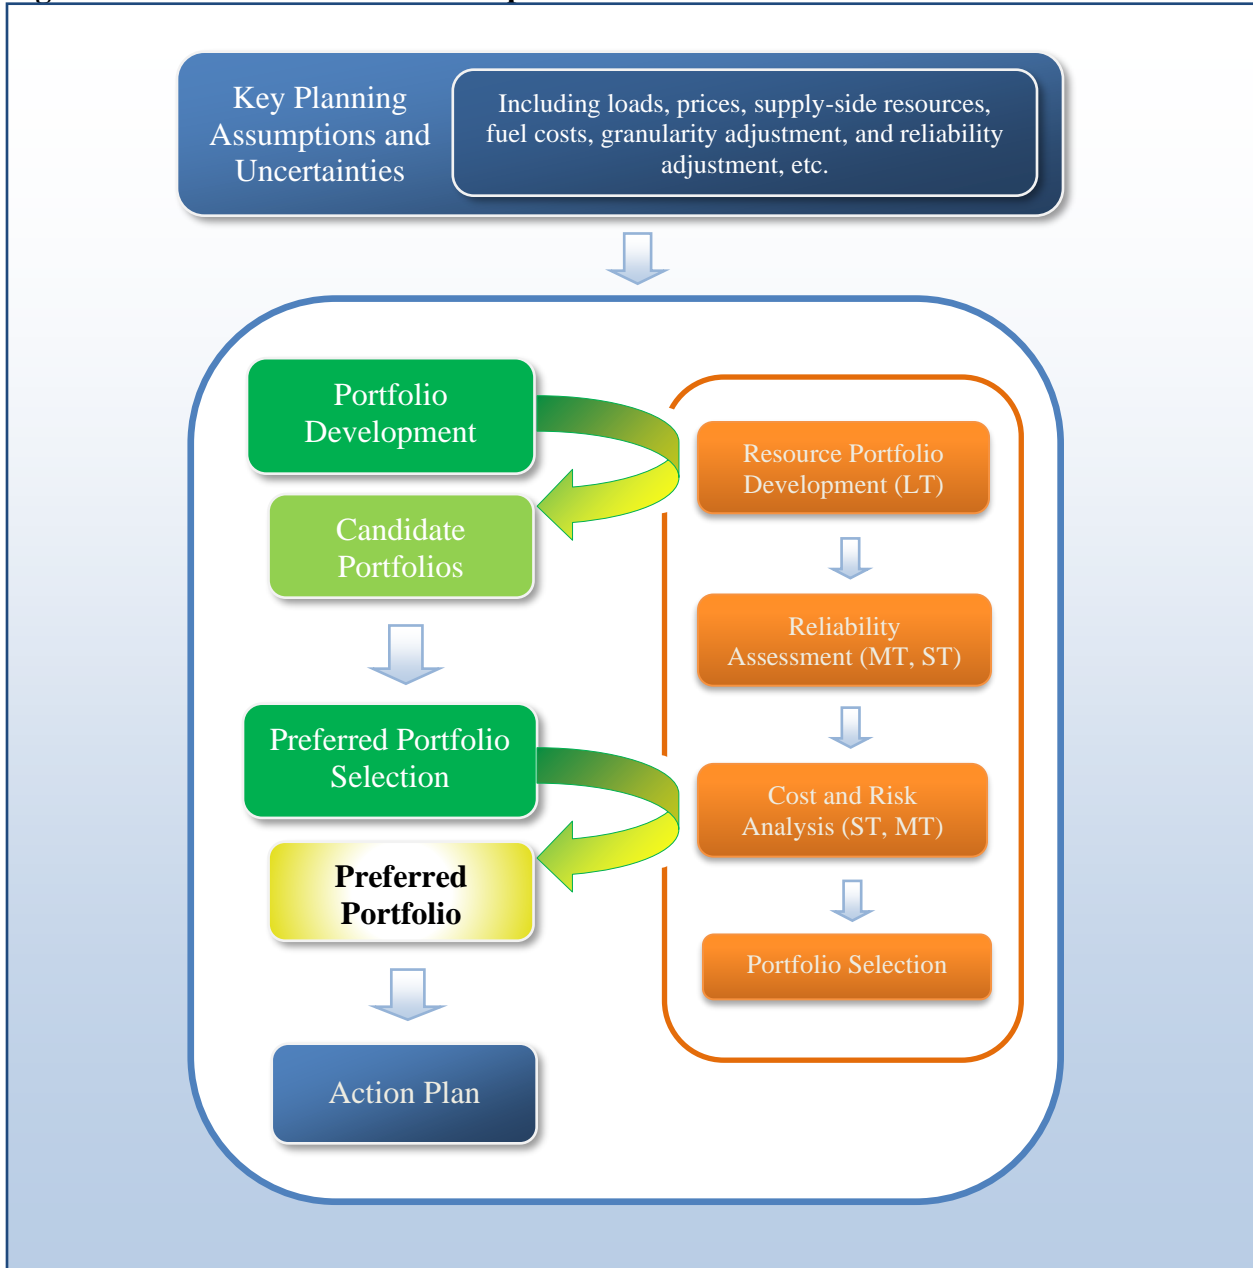 Key Planning
Assumptions and
Uncertainties
Including loads, prices, supply-side resources,
fuel costs, granularity adjustment, and reliability
adjustment, etc.
Portfolio
Development
Candidate
Portfolios
Preferred Portfolio
Selection
Preferred
Portfolio
Action Plan
Resource Portfolio
Development (LT)
Reliability
Assessment (MT, ST)
Cost and Risk
Analysis (ST, MT)
Portfolio Selection